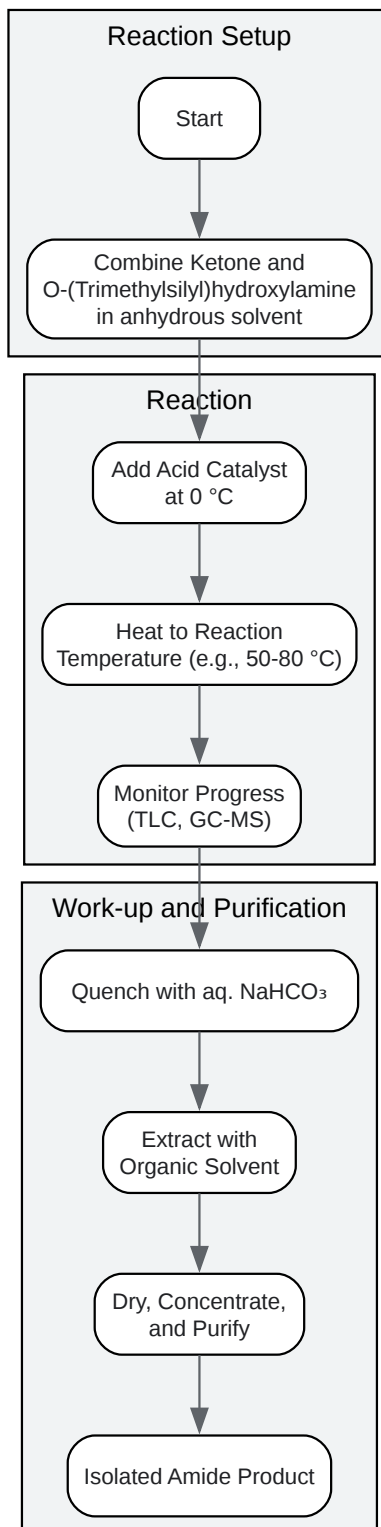 Reaction Setup
Start
Combine Ketone and
O-(Trimethylsilyl)hydroxylamine
in anhydrous solvent
Reaction
Add Acid Catalyst
at 0 °C
Heat to Reaction
Temperature (e.g., 50-80 °C)
Monitor Progress
(TLC, GC-MS)
Work-up and Purification
Quench with aq. NaHCO₃
Extract with
Organic Solvent
Dry, Concentrate,
and Purify
Isolated Amide Product